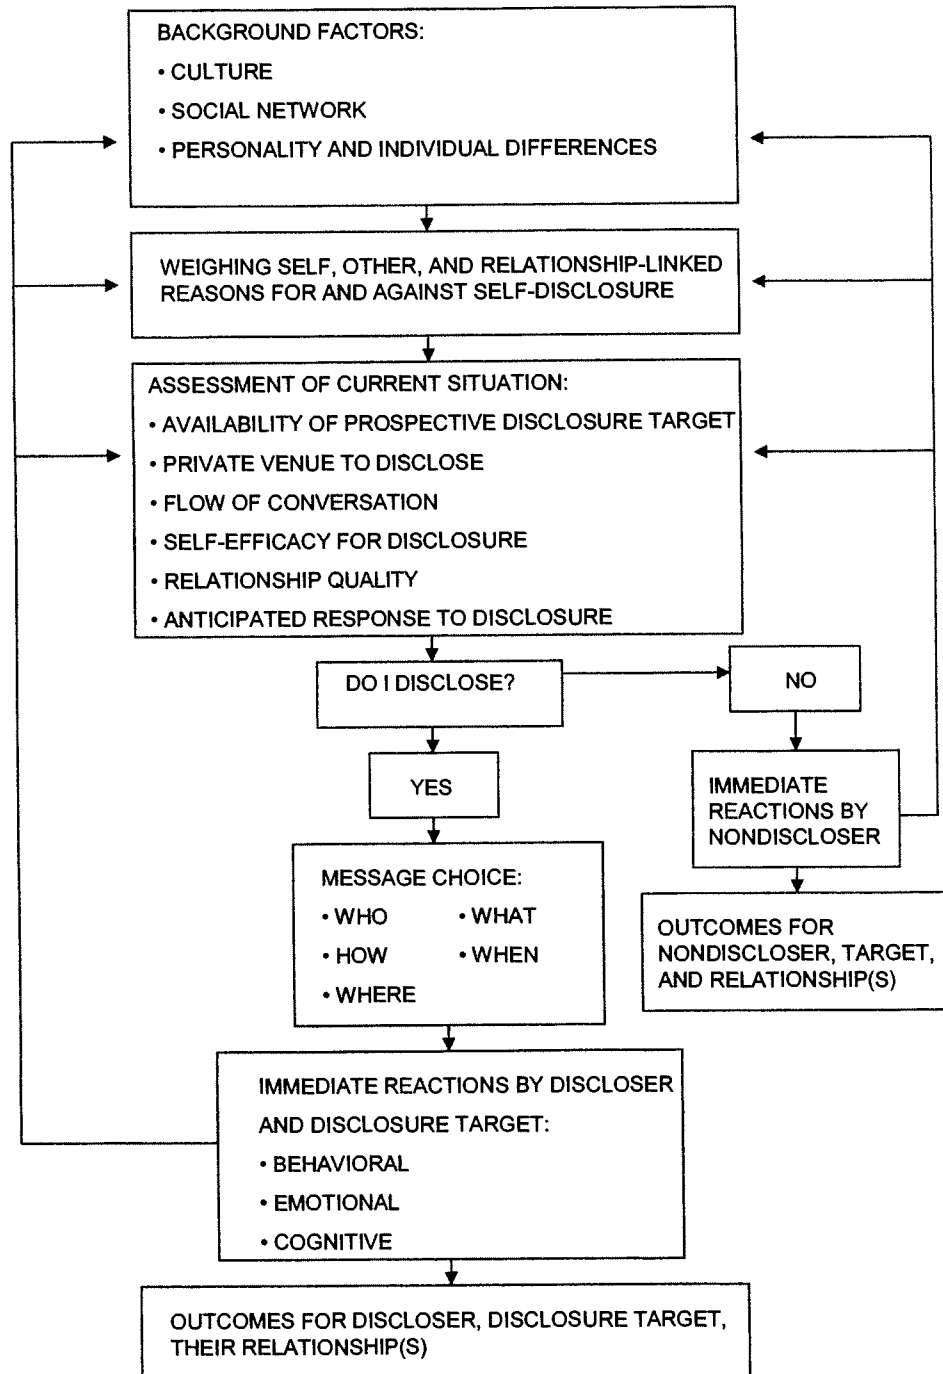 BACKGROUND FACTORS:
• CULTURE
• SOCIAL NETWORK
• PERSONALITY AND INDIVIDUAL DIFFERENCES
WEIGHING SELF, OTHER, AND RELATIONSHIP-LINKED
REASONS FOR AND AGAINST SELF-DISCLOSURE
ASSESSMENT OF CURRENT SITUATION:
• AVAILABILITY OF PROSPECTIVE DISCLOSURE TARGET
• PRIVATE VENUE TO DISCLOSE
• FLOW OF CONVERSATION
• SELF-EFFICACY FOR DISCLOSURE
• RELATIONSHIP QUALITY
• ANTICIPATED RESPONSE TO DISCLOSURE
DO I DISCLOSE?
NO
YES
IMMEDIATE
REACTIONS BY
NONDISCLOSER
MESSAGE CHOICE:
• WHO • WHAT
• HOW • WHEN
• WHERE
OUTCOMES FOR
NONDISCLOSER, TARGET,
AND RELATIONSHIP(S)
IMMEDIATE REACTIONS BY DISCLOSER
AND DISCLOSURE TARGET:
• BEHAVIORAL
• EMOTIONAL
• COGNITIVE
OUTCOMES FOR DISCLOSER, DISCLOSURE TARGET,
THEIR RELATIONSHIP(S)